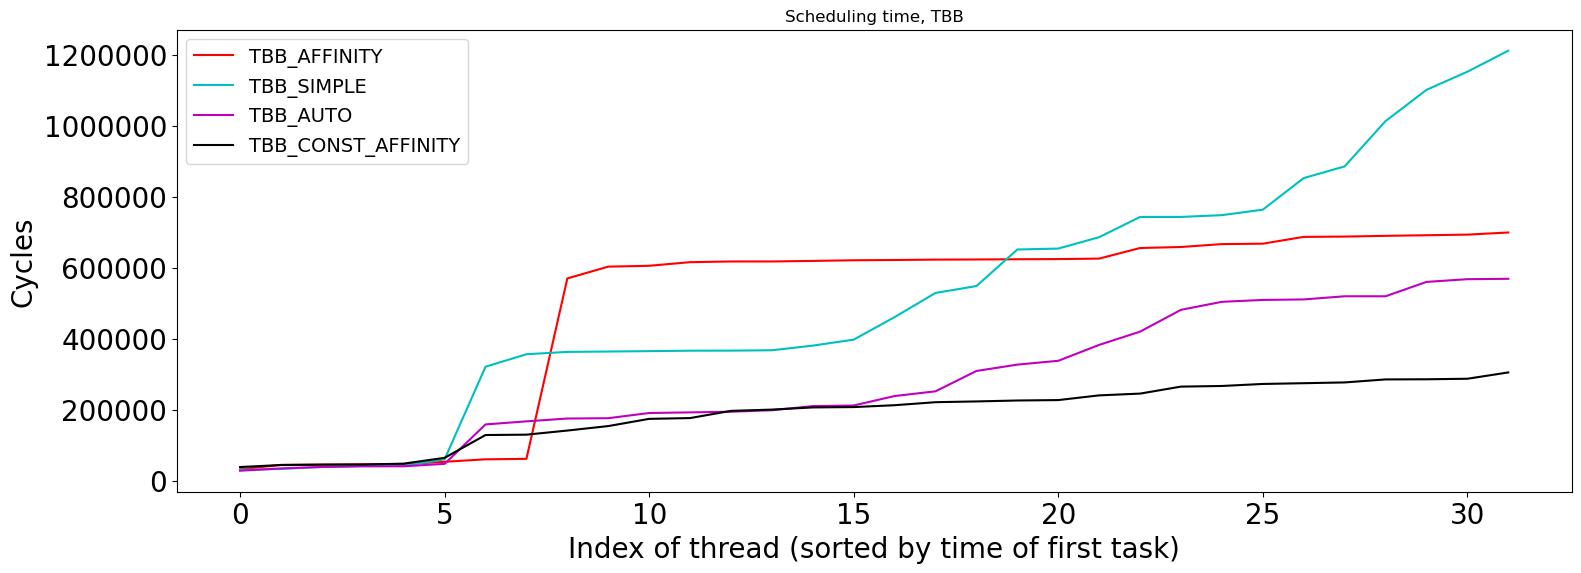 Scheduling time, TBB
TBB_AFFINITY
TBB_SIMPLE
TBB_AUTO
TBB_CONST_AFFINITY
Cycles
1200000
1000000
800000
600000
400000
200000
0
0 5 10 15 20 25 30
Index of thread (sorted by time of first task)